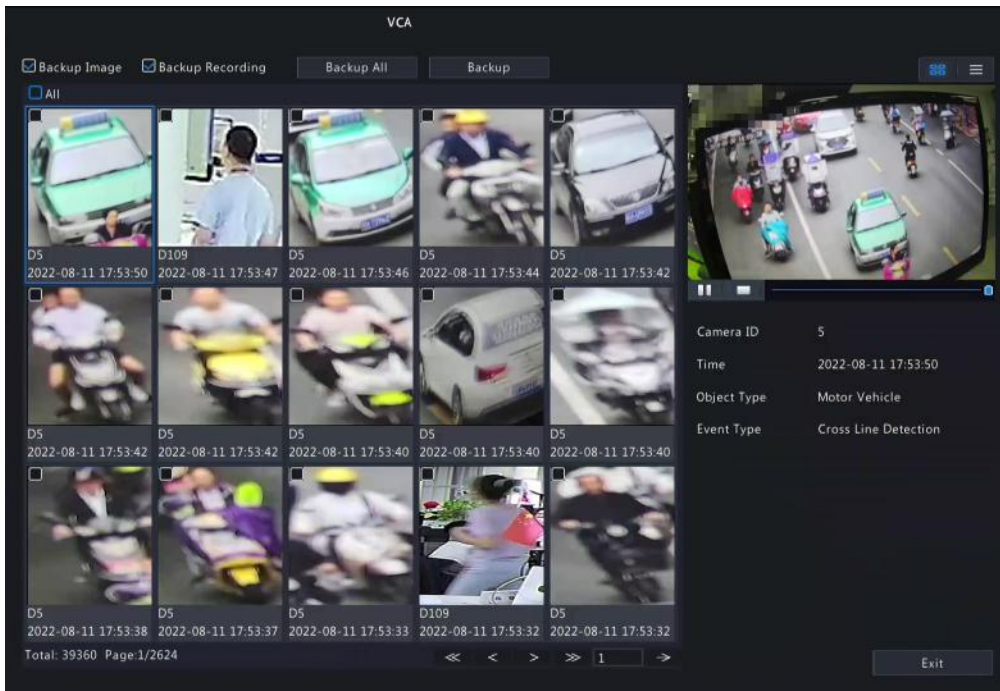 VCA
Backup Image Backup Recording Backup All Backup
All
D5 D109 D5 D5 D5
2022-08-11 17:53:50 2022-08-11 17:53:47 2022-08-11 17:53:46 2022-08-11 17:53:44 2022-08-11 17:53:42
D5 D5 D5 D5 D5
2022-08-11 17:53:42 2022-08-11 17:53:42 2022-08-11 17:53:40 2022-08-11 17:53:40 2022-08-11 17:53:40
D5 D5 D5 D109 D5
2022-08-11 17:53:38 2022-08-11 17:53:37 2022-08-11 17:53:33 2022-08-11 17:53:32 2022-08-11 17:53:32
Total: 39360 Page:1/2624
1
Camera ID 5
Time 2022-08-11 17:53:50
Object Type Motor Vehicle
Event Type Cross Line Detection
Exit